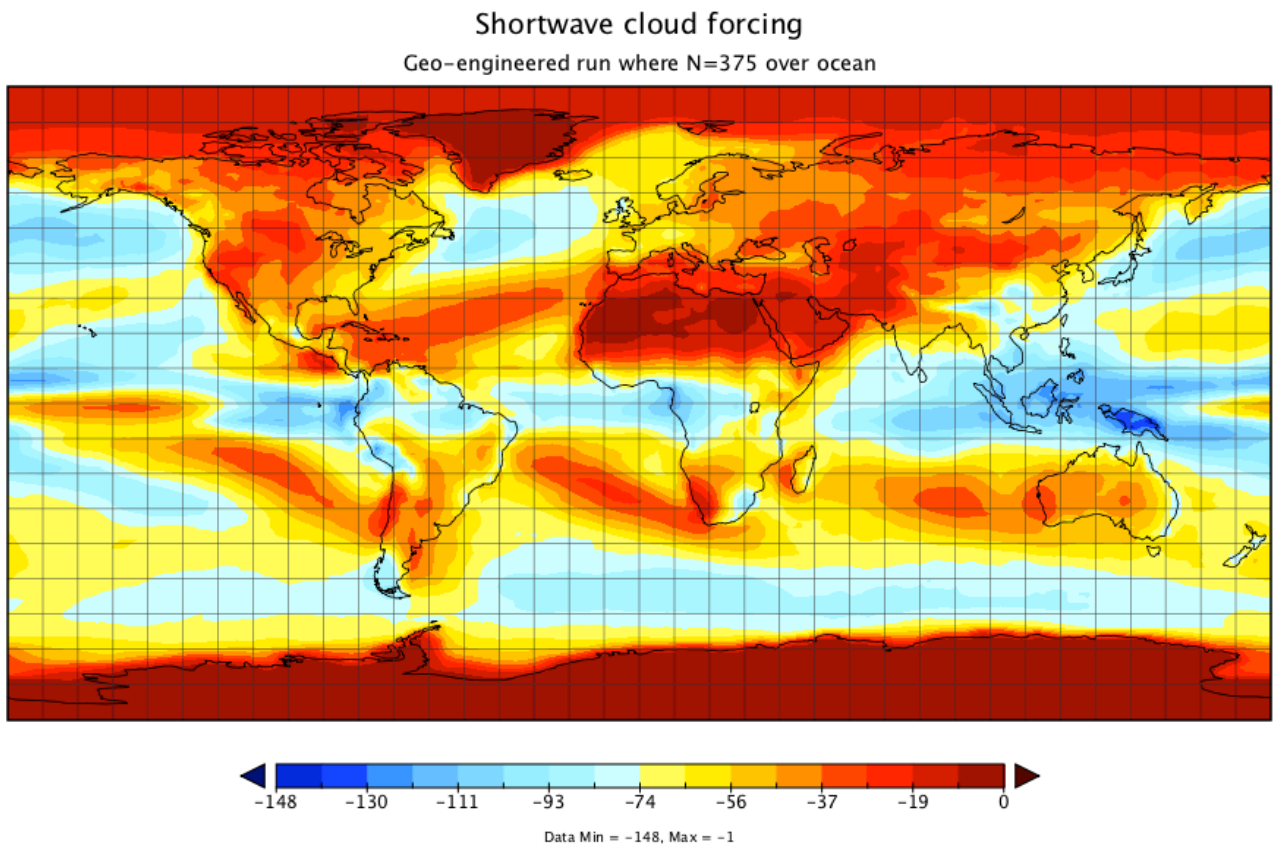 Shortwave cloud forcing
Geo-engineered run where N=375 over ocean
-148 -130 -111 -93 -74 -56 -37 -19 0
Data Min = -148, Max = -1